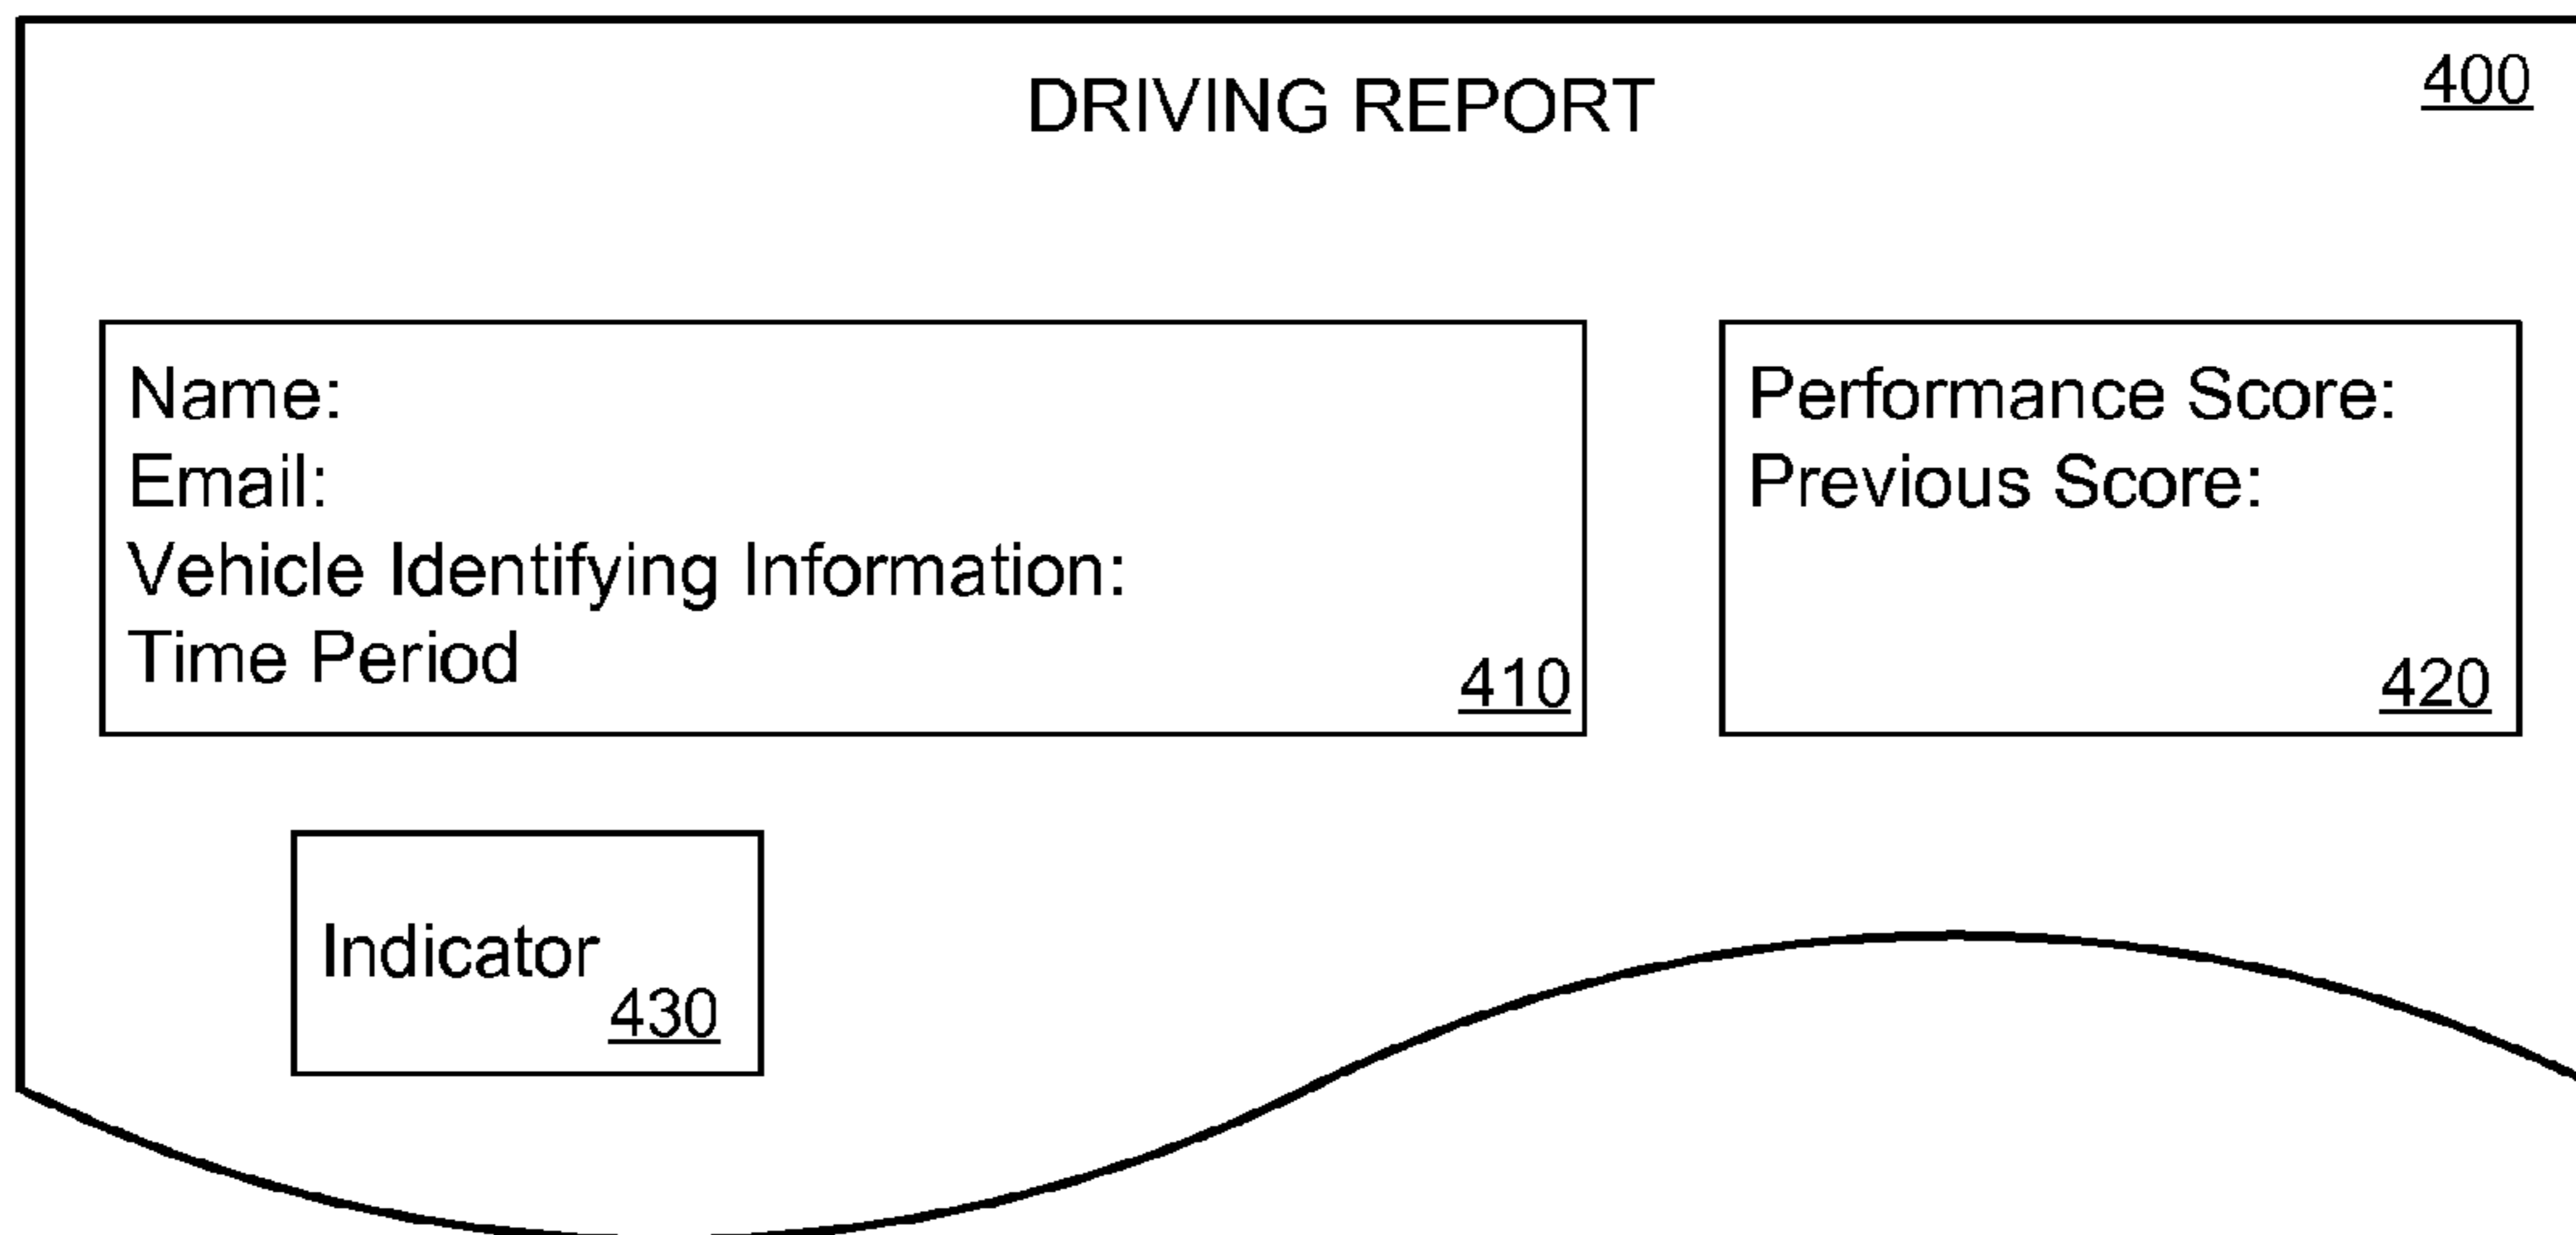 400
DRIVING REPORT
Name:
Email:
Vehicle Identifying Information:
Time Period
410
Performance Score:
Previous Score:
420
Indicator
430